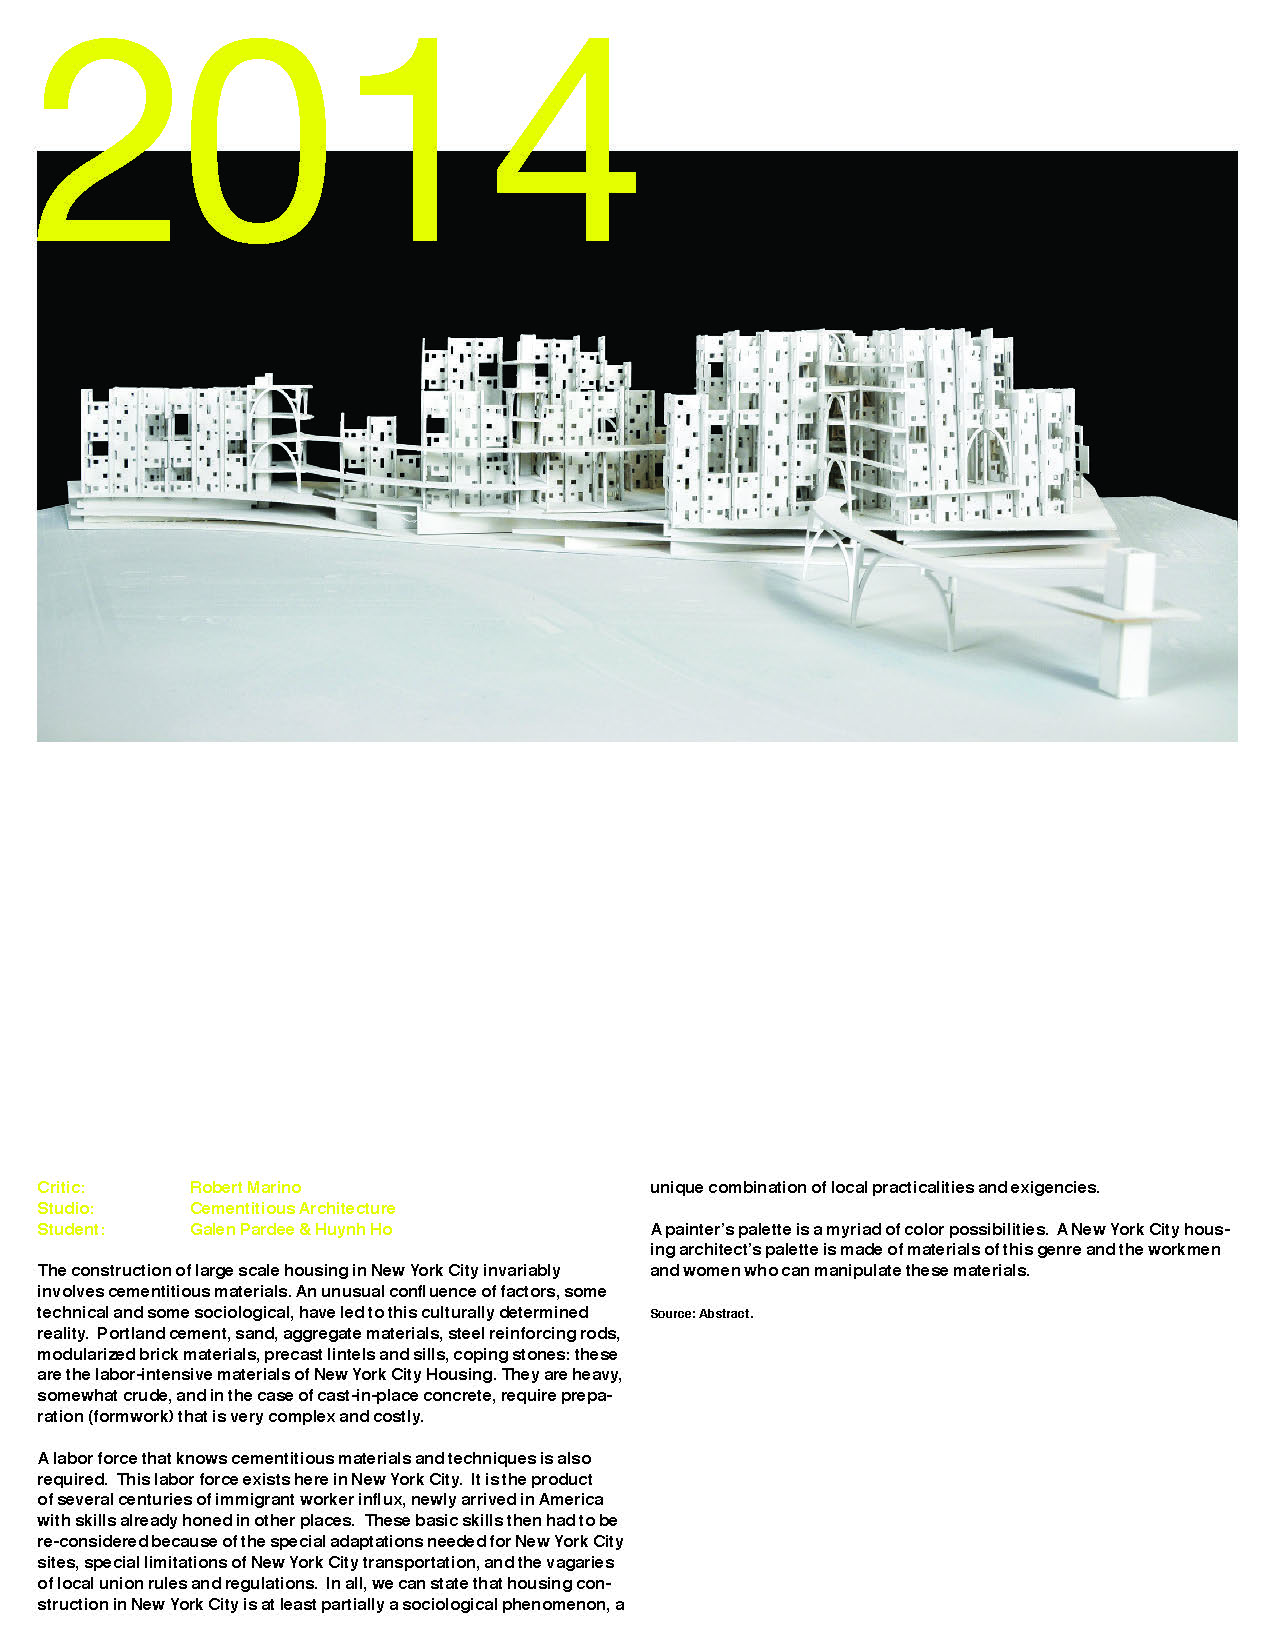 2014
Critic: Robert Marino
Studio: Cementitious Architecture
Student: Galen Pardee & Huynh Ho
The construction of large scale housing in New York City invariably
involves cementitious materials. An unusual confluence of factors, some
technical and some sociological, have led to this culturally determined
reality.  Portland cement, sand, aggregate materials, steel reinforcing rods,
modularized brick materials, precast lintels and sills, coping stones: these
are the labor-intensive materials of New York City Housing. They are heavy,
somewhat crude, and in the case of cast-in-place concrete, require prepa-
ration (formwork) that is very complex and costly.
A labor force that knows cementitious materials and techniques is also
required.  This labor force exists here in New York City.  It is the product
of several centuries of immigrant worker influx, newly arrived in America
with skills already honed in other places.  These basic skills then had to be
re-considered because of the special adaptations needed for New York City
sites, special limitations of New York City transportation, and the vagaries
of local union rules and regulations.  In all, we can state that housing con-
struction in New York City is at least partially a sociological phenomenon, a
unique combination of local practicalities and exigencies.
A painter's palette is a myriad of color possibilities.  A New York City hous-
ing architect's palette is made of materials of this genre and the workmen
and women who can manipulate these materials.
Source: Abstract.